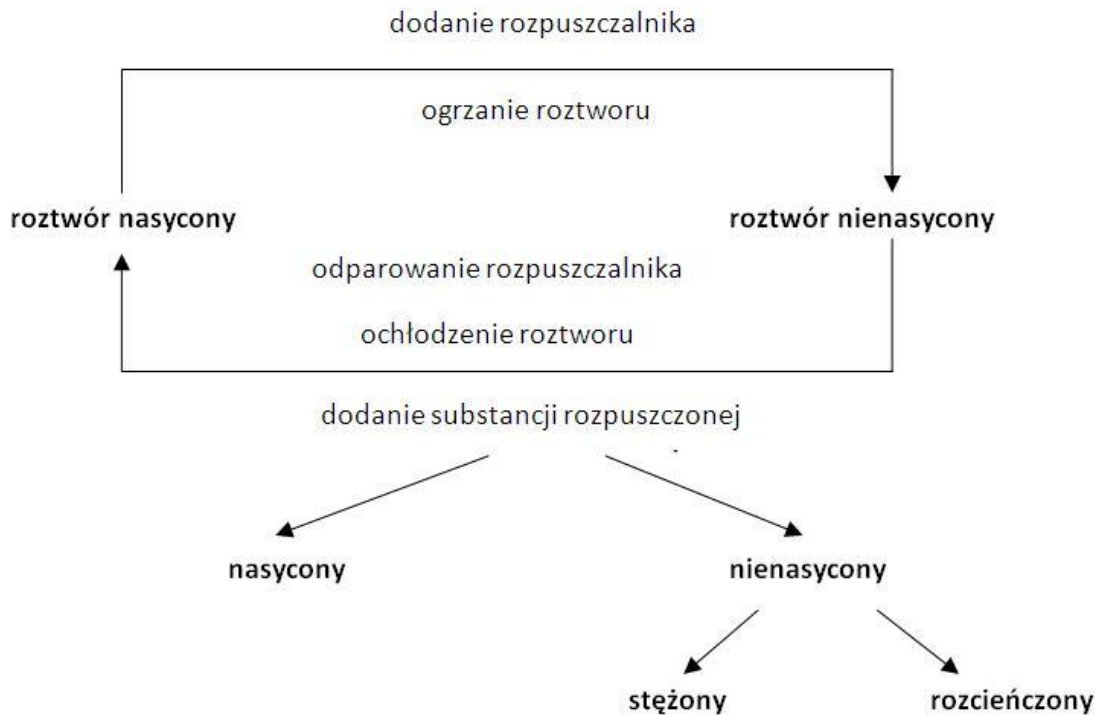 dodanie rozpuszczalnika
ogrzanie roztworu
roztwór nasycony
roztwór nienasycony
odparowanie rozpuszczalnika
ochłodzenie roztworu
dodanie substancji rozpuszczonej
nasycony
nienasycony
stężony
rozcieńczony